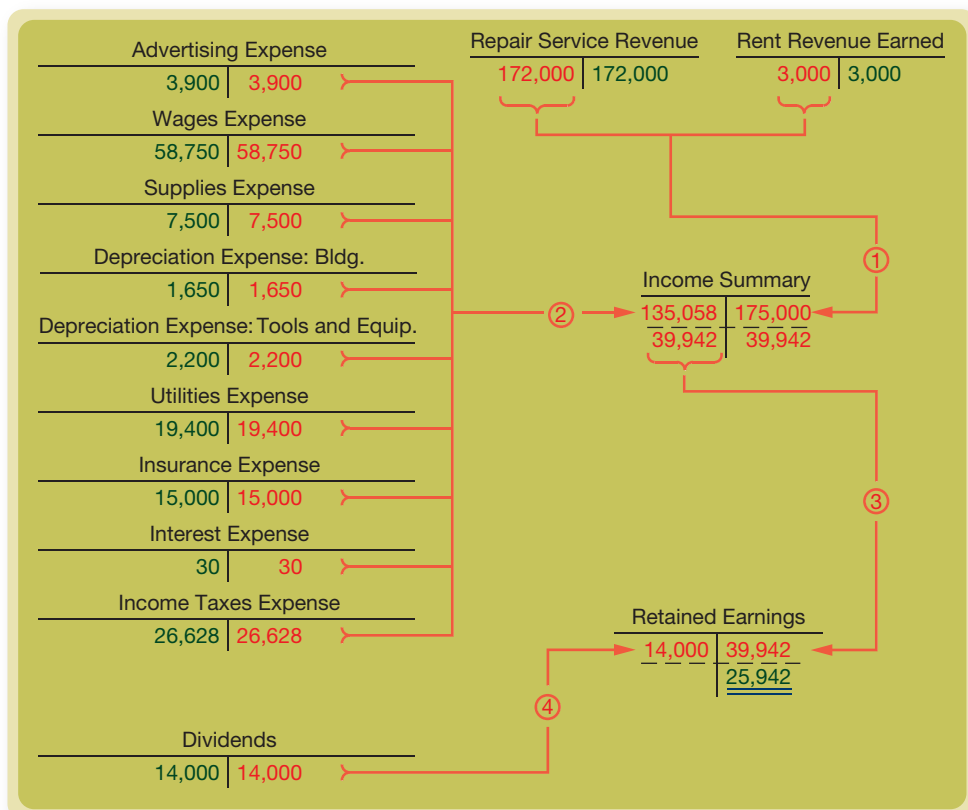 Advertising Expense
3,900 3,900
Wages Expense
58,750 58,750
Supplies Expense
7,500 7,500
Depreciation Expense: Bldg.
1,650 1,650
Depreciation Expense: Tools and Equip.
2,200 2,200
Utilities Expense
19,400 19,400
Insurance Expense
15,000 15,000
Interest Expense
30 30
Income Taxes Expense
26,628 26,628
Dividends
14,000 14,000
Repair Service Revenue
172,000 172,000
Rent Revenue Earned
3,000 3,000
①
②
Income Summary
135,058 175,000
39,942 39,942
③
Retained Earnings
14,000 39,942
25,942
④